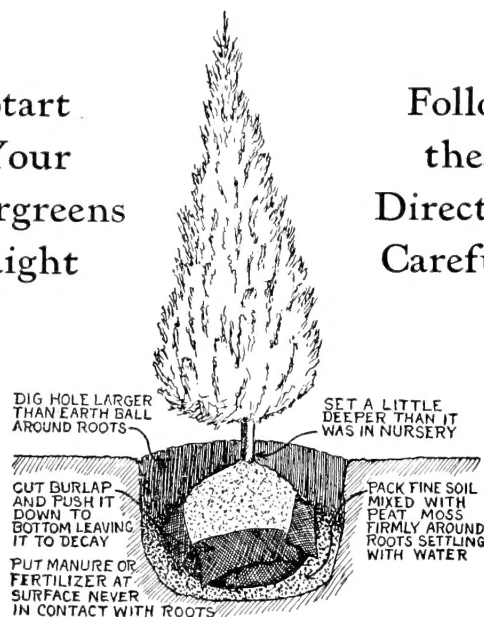 Start
Your
rgreens
Right
Follo
the
Direct
Caref
DIG HOLE LARGER
THAN EARTH BALL
AROUND ROOTS
SET A LITTLE
DEEPER THAN IT
WAS IN NURSERY
CUT BURLAP
AND PUSH IT
DOWN TO
BOTTOM LEAVING
IT TO DECAY
PUT MANURE OR
FERTILIZER AT
SURFACE NEVER
IN CONTACT WITH ROOTS
PACK FINE SOIL
MIXED WITH
PEAT MOSS
FIRMLY AROUND
ROOTS SETTLING
WITH WATER